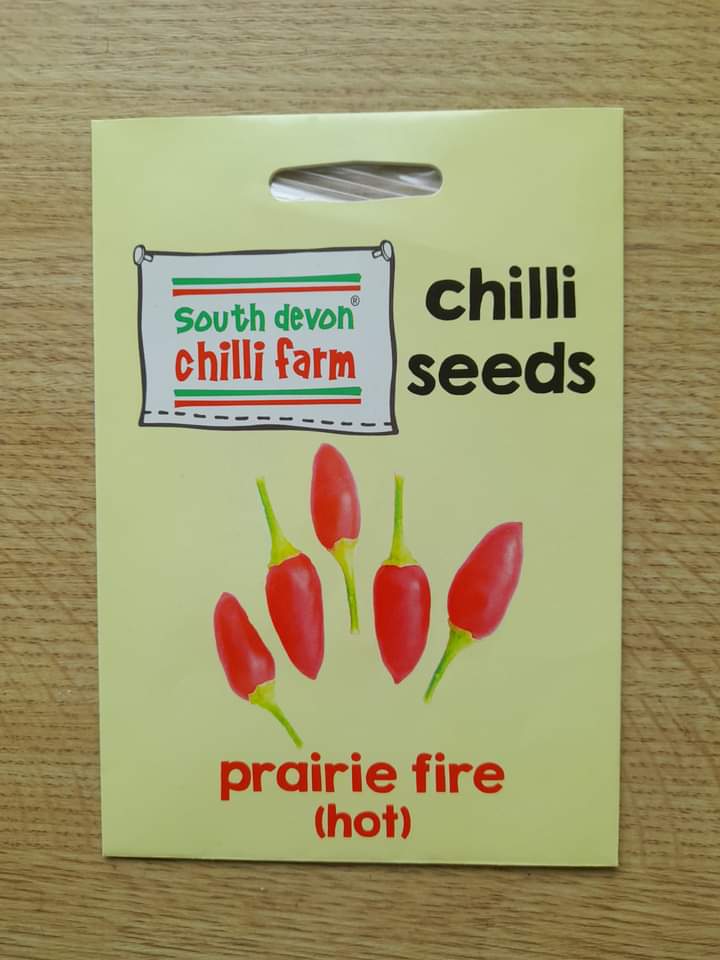 South devon®
chilli farm
chilli
seeds
prairie fire
(hot)